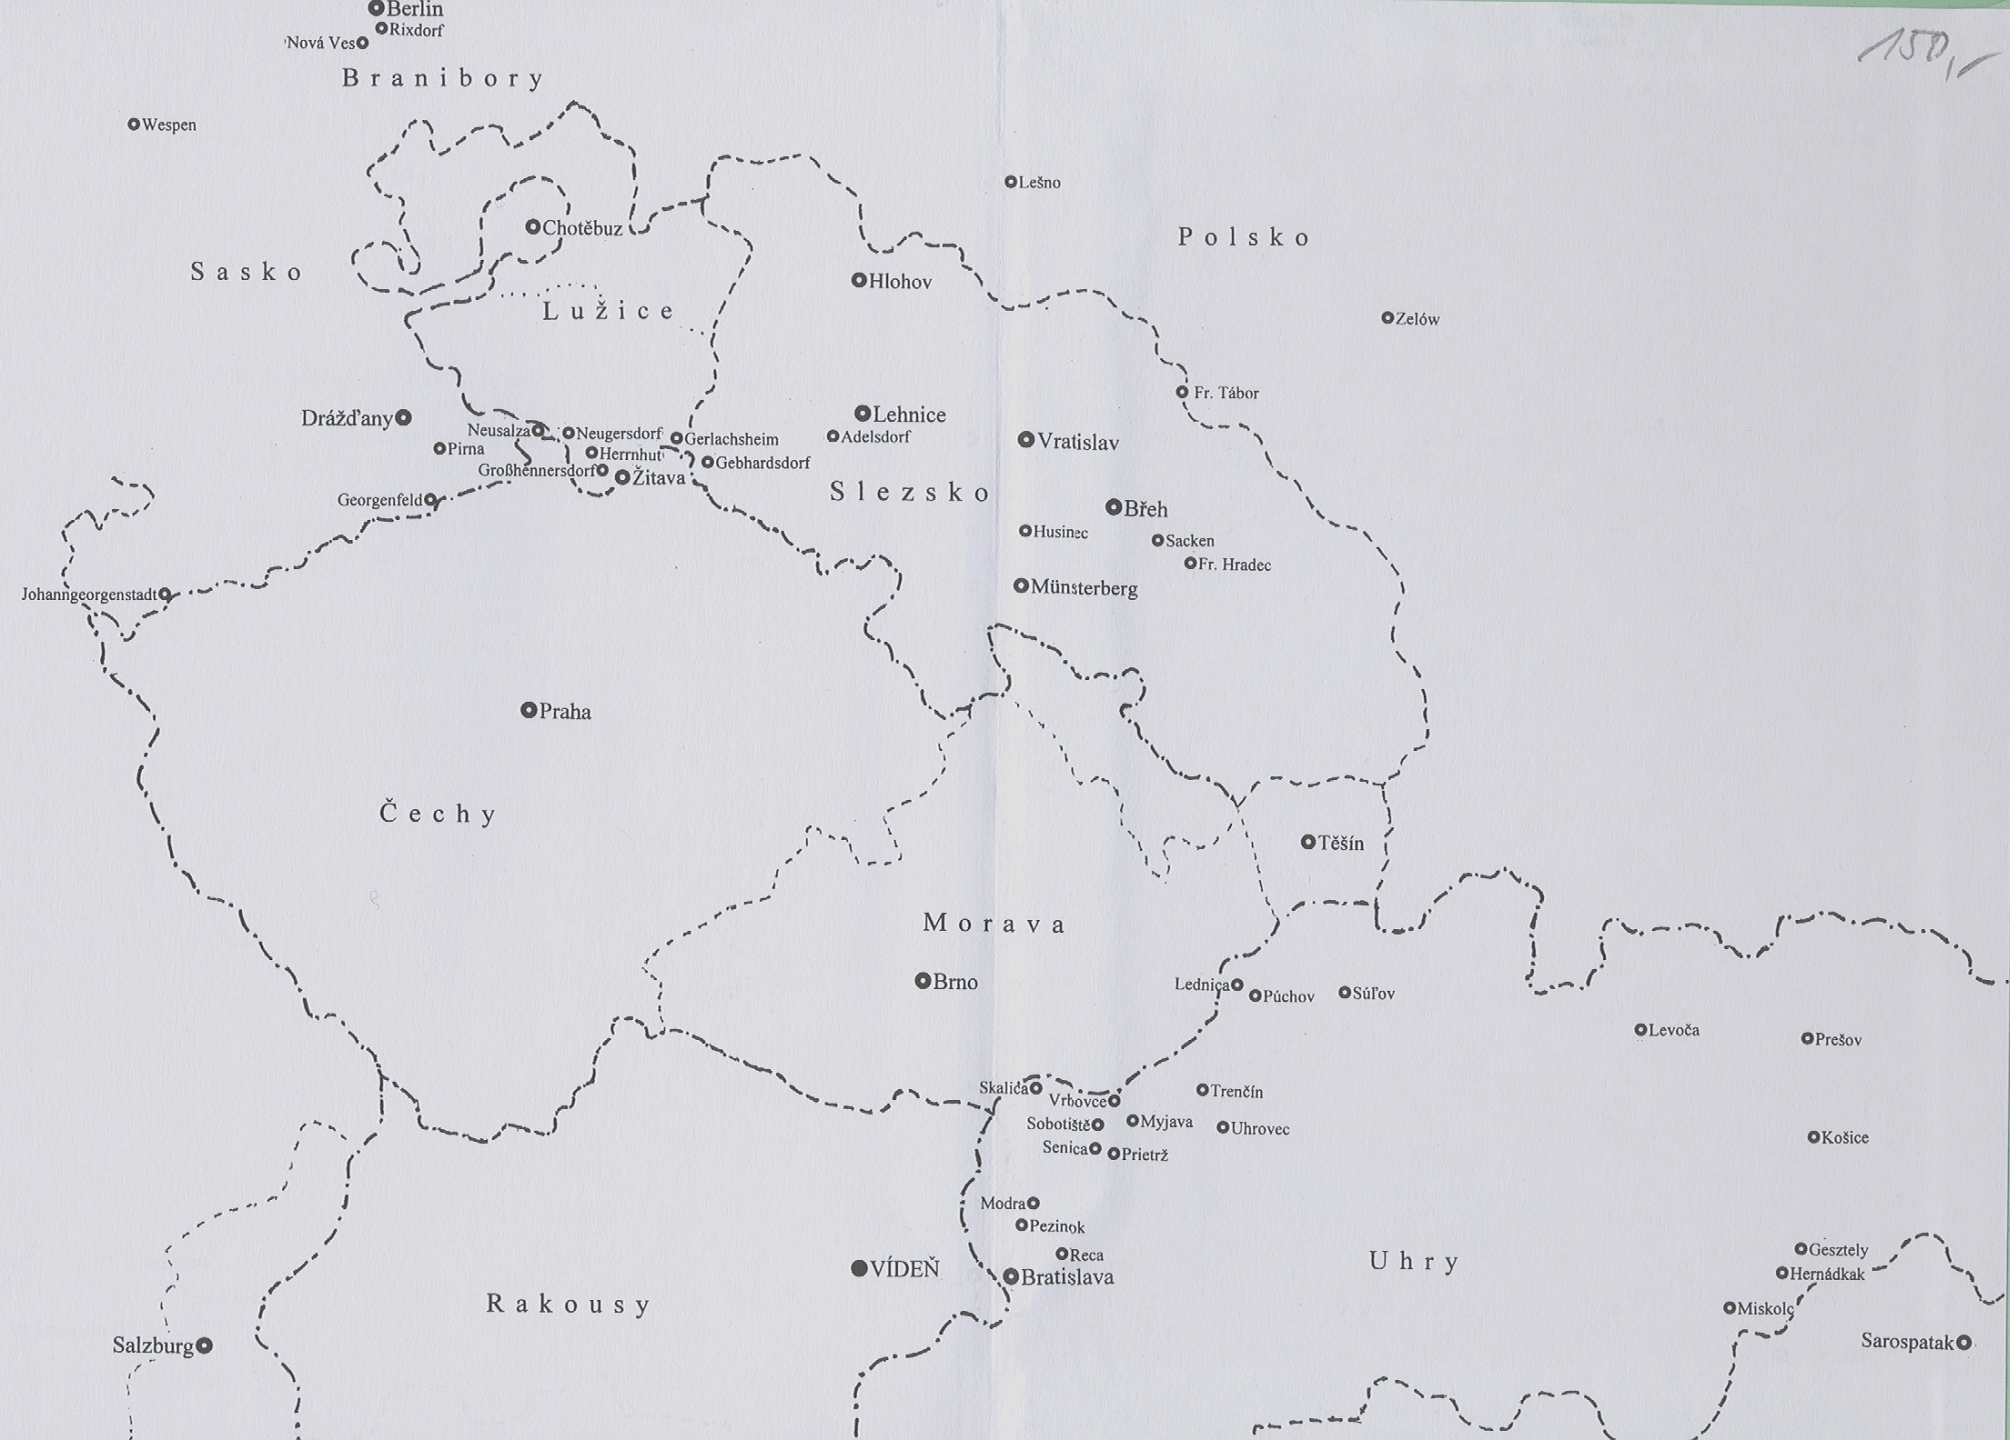 Berlin
Rixdorf
Nová Ves
150,-
Branibory
Wespen
Lešno
Chotěbuz
Polsko
Sasko
Hlohov
Lužice
Zelów
Fr. Tábor
Drážďany
Lehnice
Neusalza
Neugersdorf
Gerlachsheim
Adelsdorf
Vratislav
Pirna
Herrnhut
Gebhardsdorf
Großhennersdorf
Žitava
Slezsko
Georgenfeld
Břeh
Husinec
Sacken
Fr. Hradec
Münsterberg
Johanngeorgenstadt
Praha
Čechy
Těšín
Morava
Brno
Lednica
Púchov
Súľov
Levoča
Prešov
Skalica
Vrbovce
Trenčín
Sobotiště
Myjava
Uhrovec
Senica
Prietrž
Košice
Modra
Pezinok
Reca
Bratislava
VÍDEŇ
Uhry
Gesztely
Hernádkak
Rakousy
Miskolc
Salzburg
Sarospatak